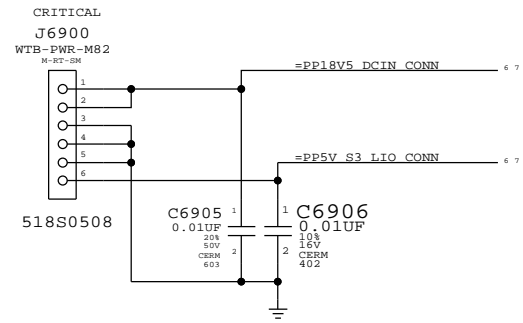 CRITICAL
J6900
WTB-PWR-M82
M-RT-SM
1
2
3
4
5
6
518S0508
=PP18V5_DCIN_CONN
6 7
=PP5V_S3_LIO_CONN
6 7
C6905
0.01UF
20%
50V
CERM
603
1
2
C6906
0.01UF
10%
16V
CERM
402
1
2